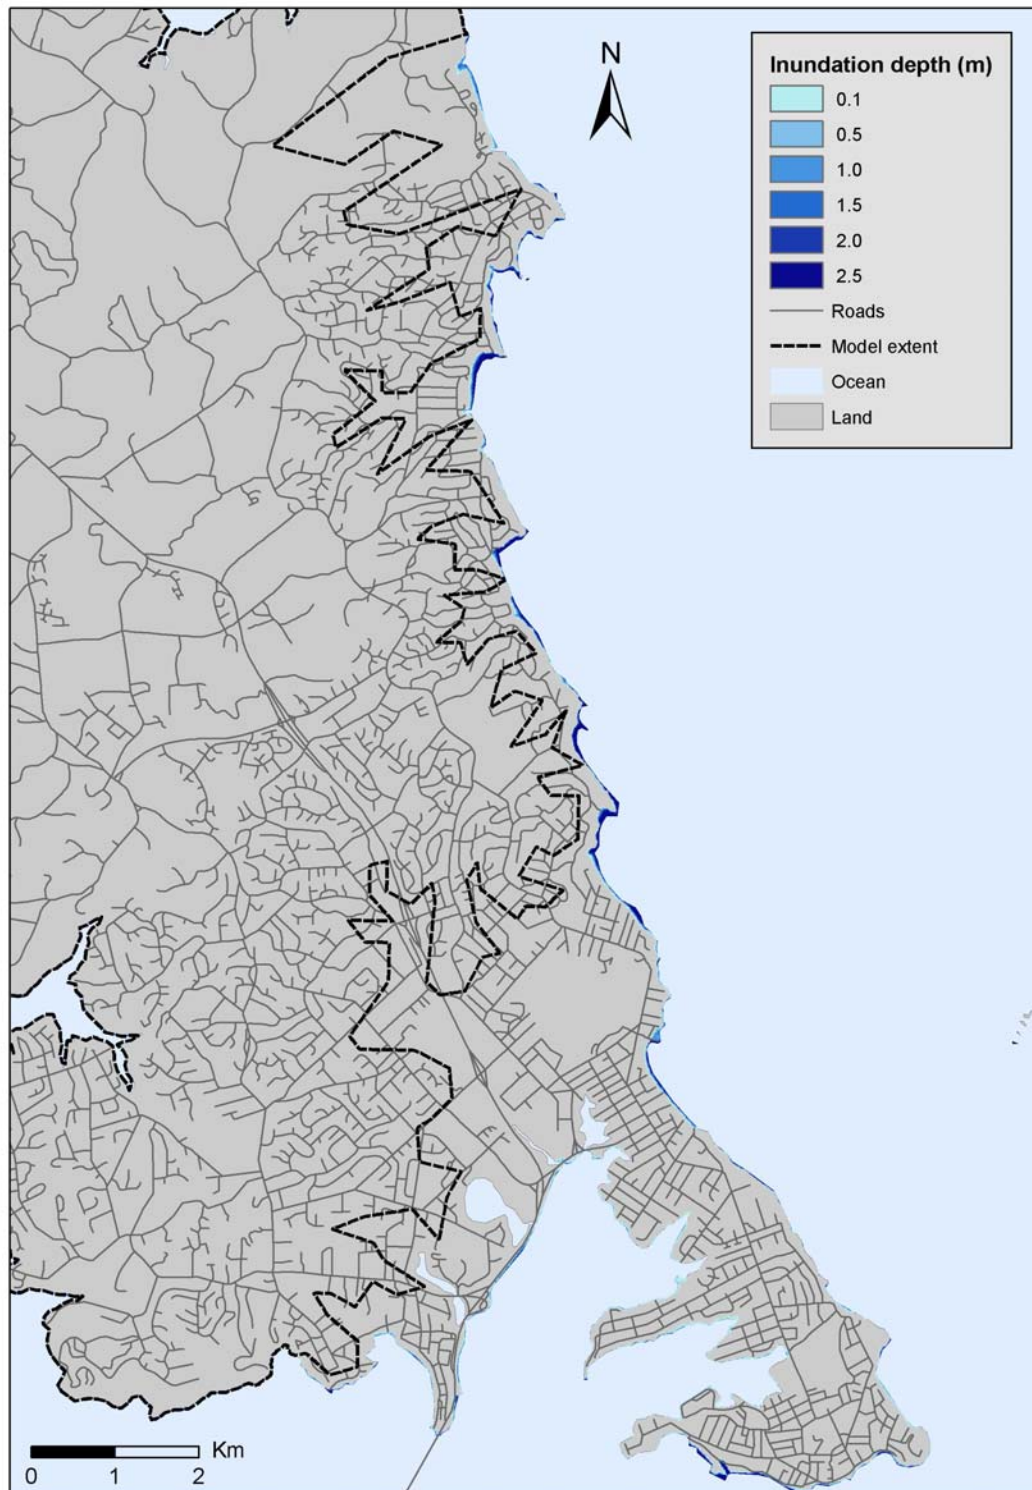 N
Inundation depth (m)
0.1
0.5
1.0
1.5
2.0
2.5
Roads
Model extent
Ocean
Land
Km
0 1 2